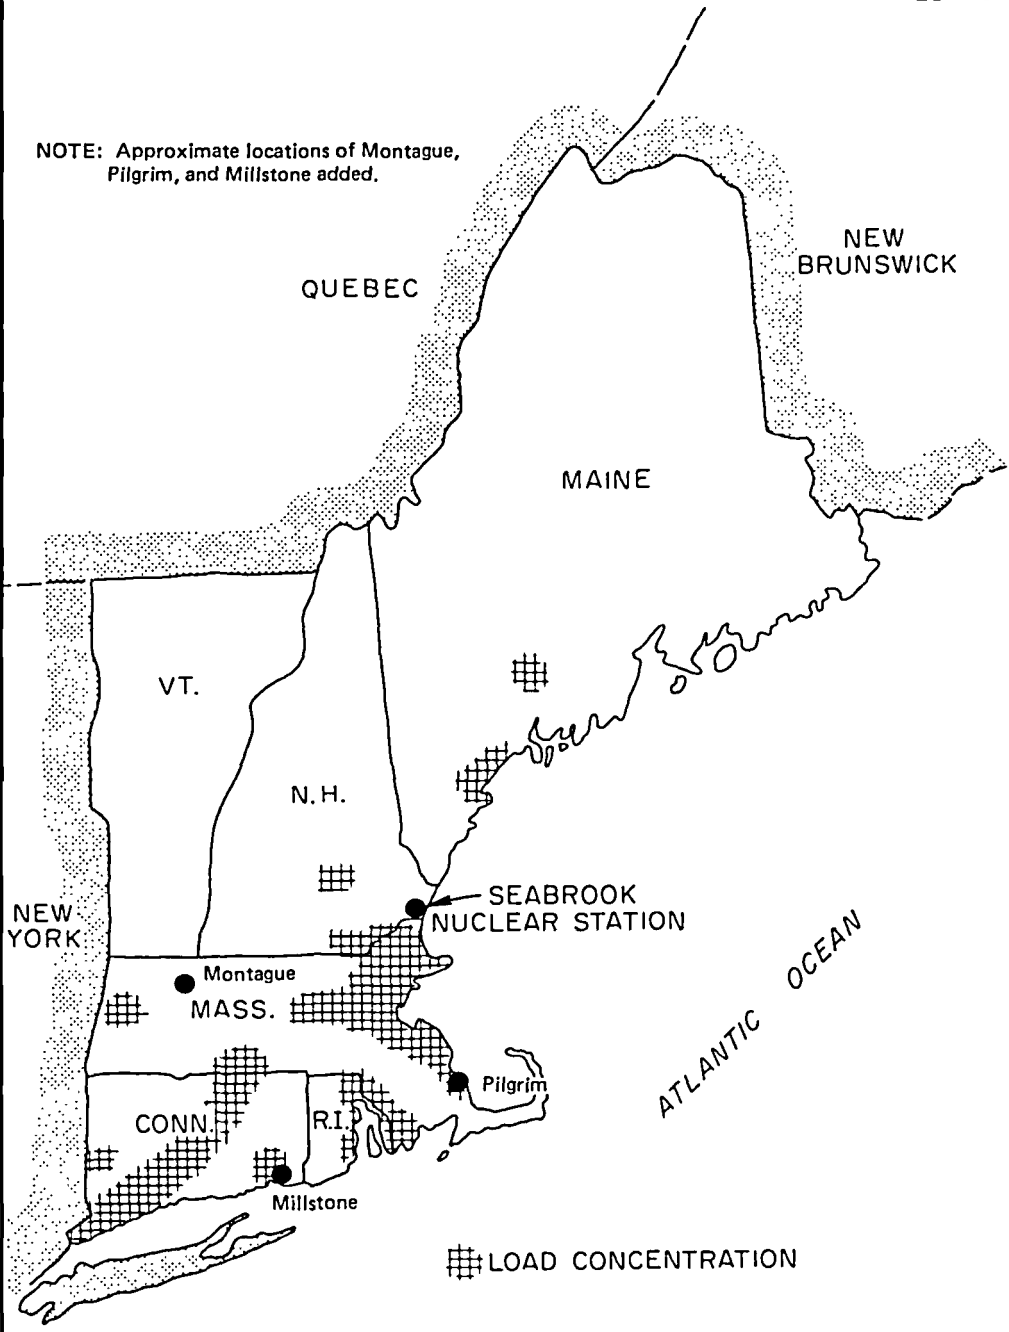 NOTE: Approximate locations of Montague,
Pilgrim, and Millstone added.
NEW
BRUNSWICK
QUEBEC
MAINE
VT.
N.H.
SEABROOK
NUCLEAR STATION
NEW
YORK
Montague
MASS.
ATLANTIC OCEAN
Pilgrim
CONN.
R.I.
Millstone
LOAD CONCENTRATION